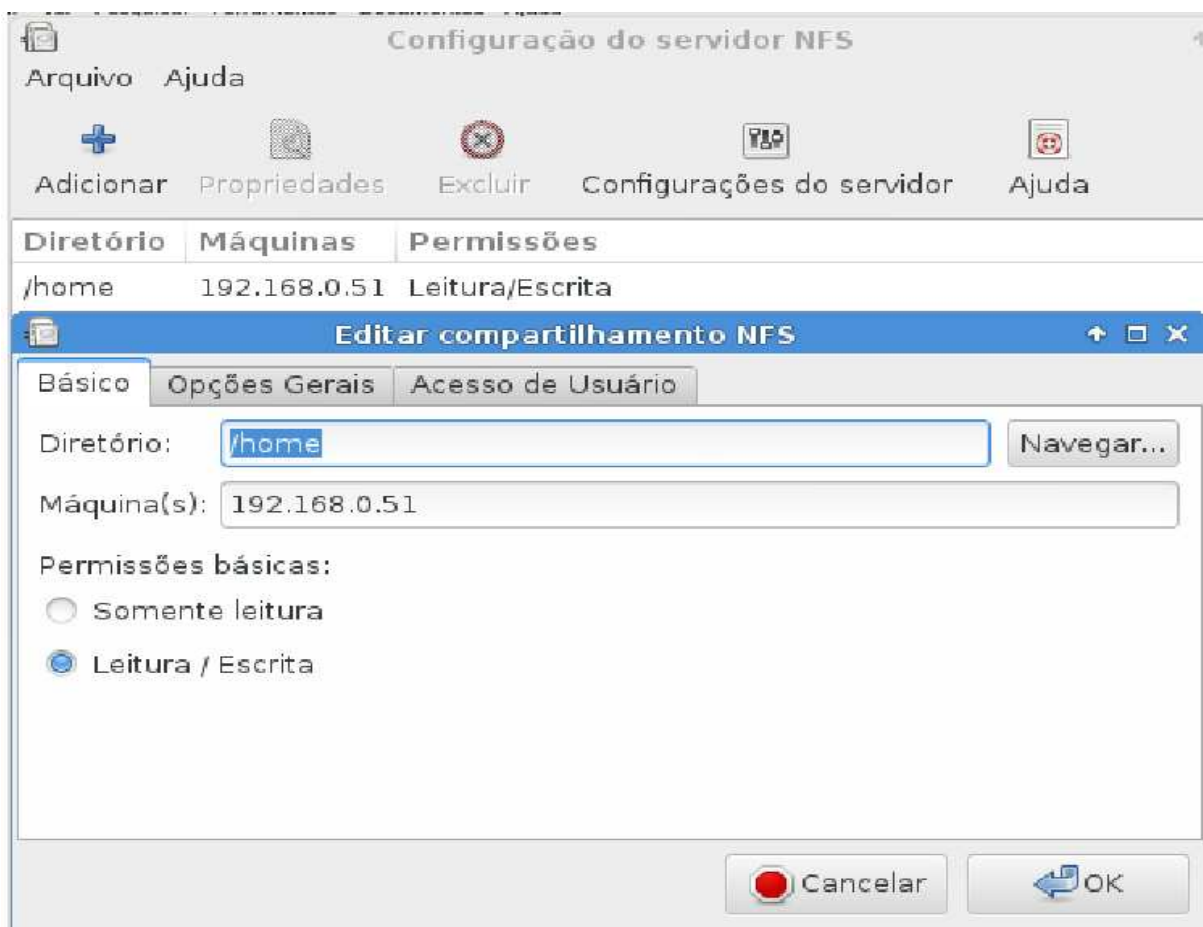 Configuração do servidor NFS
Arquivo Ajuda
Adicionar Propriedades Excluir Configurações do servidor Ajuda
Diretório Máquinas Permissões
/home 192.168.0.51 Leitura/Escrita
Editar compartilhamento NFS
Básico Opções Gerais Acesso de Usuário
Diretório: /home Navegar...
Máquina(s): 192.168.0.51
Permissões básicas:
Somente leitura
Leitura / Escrita
Cancelar OK